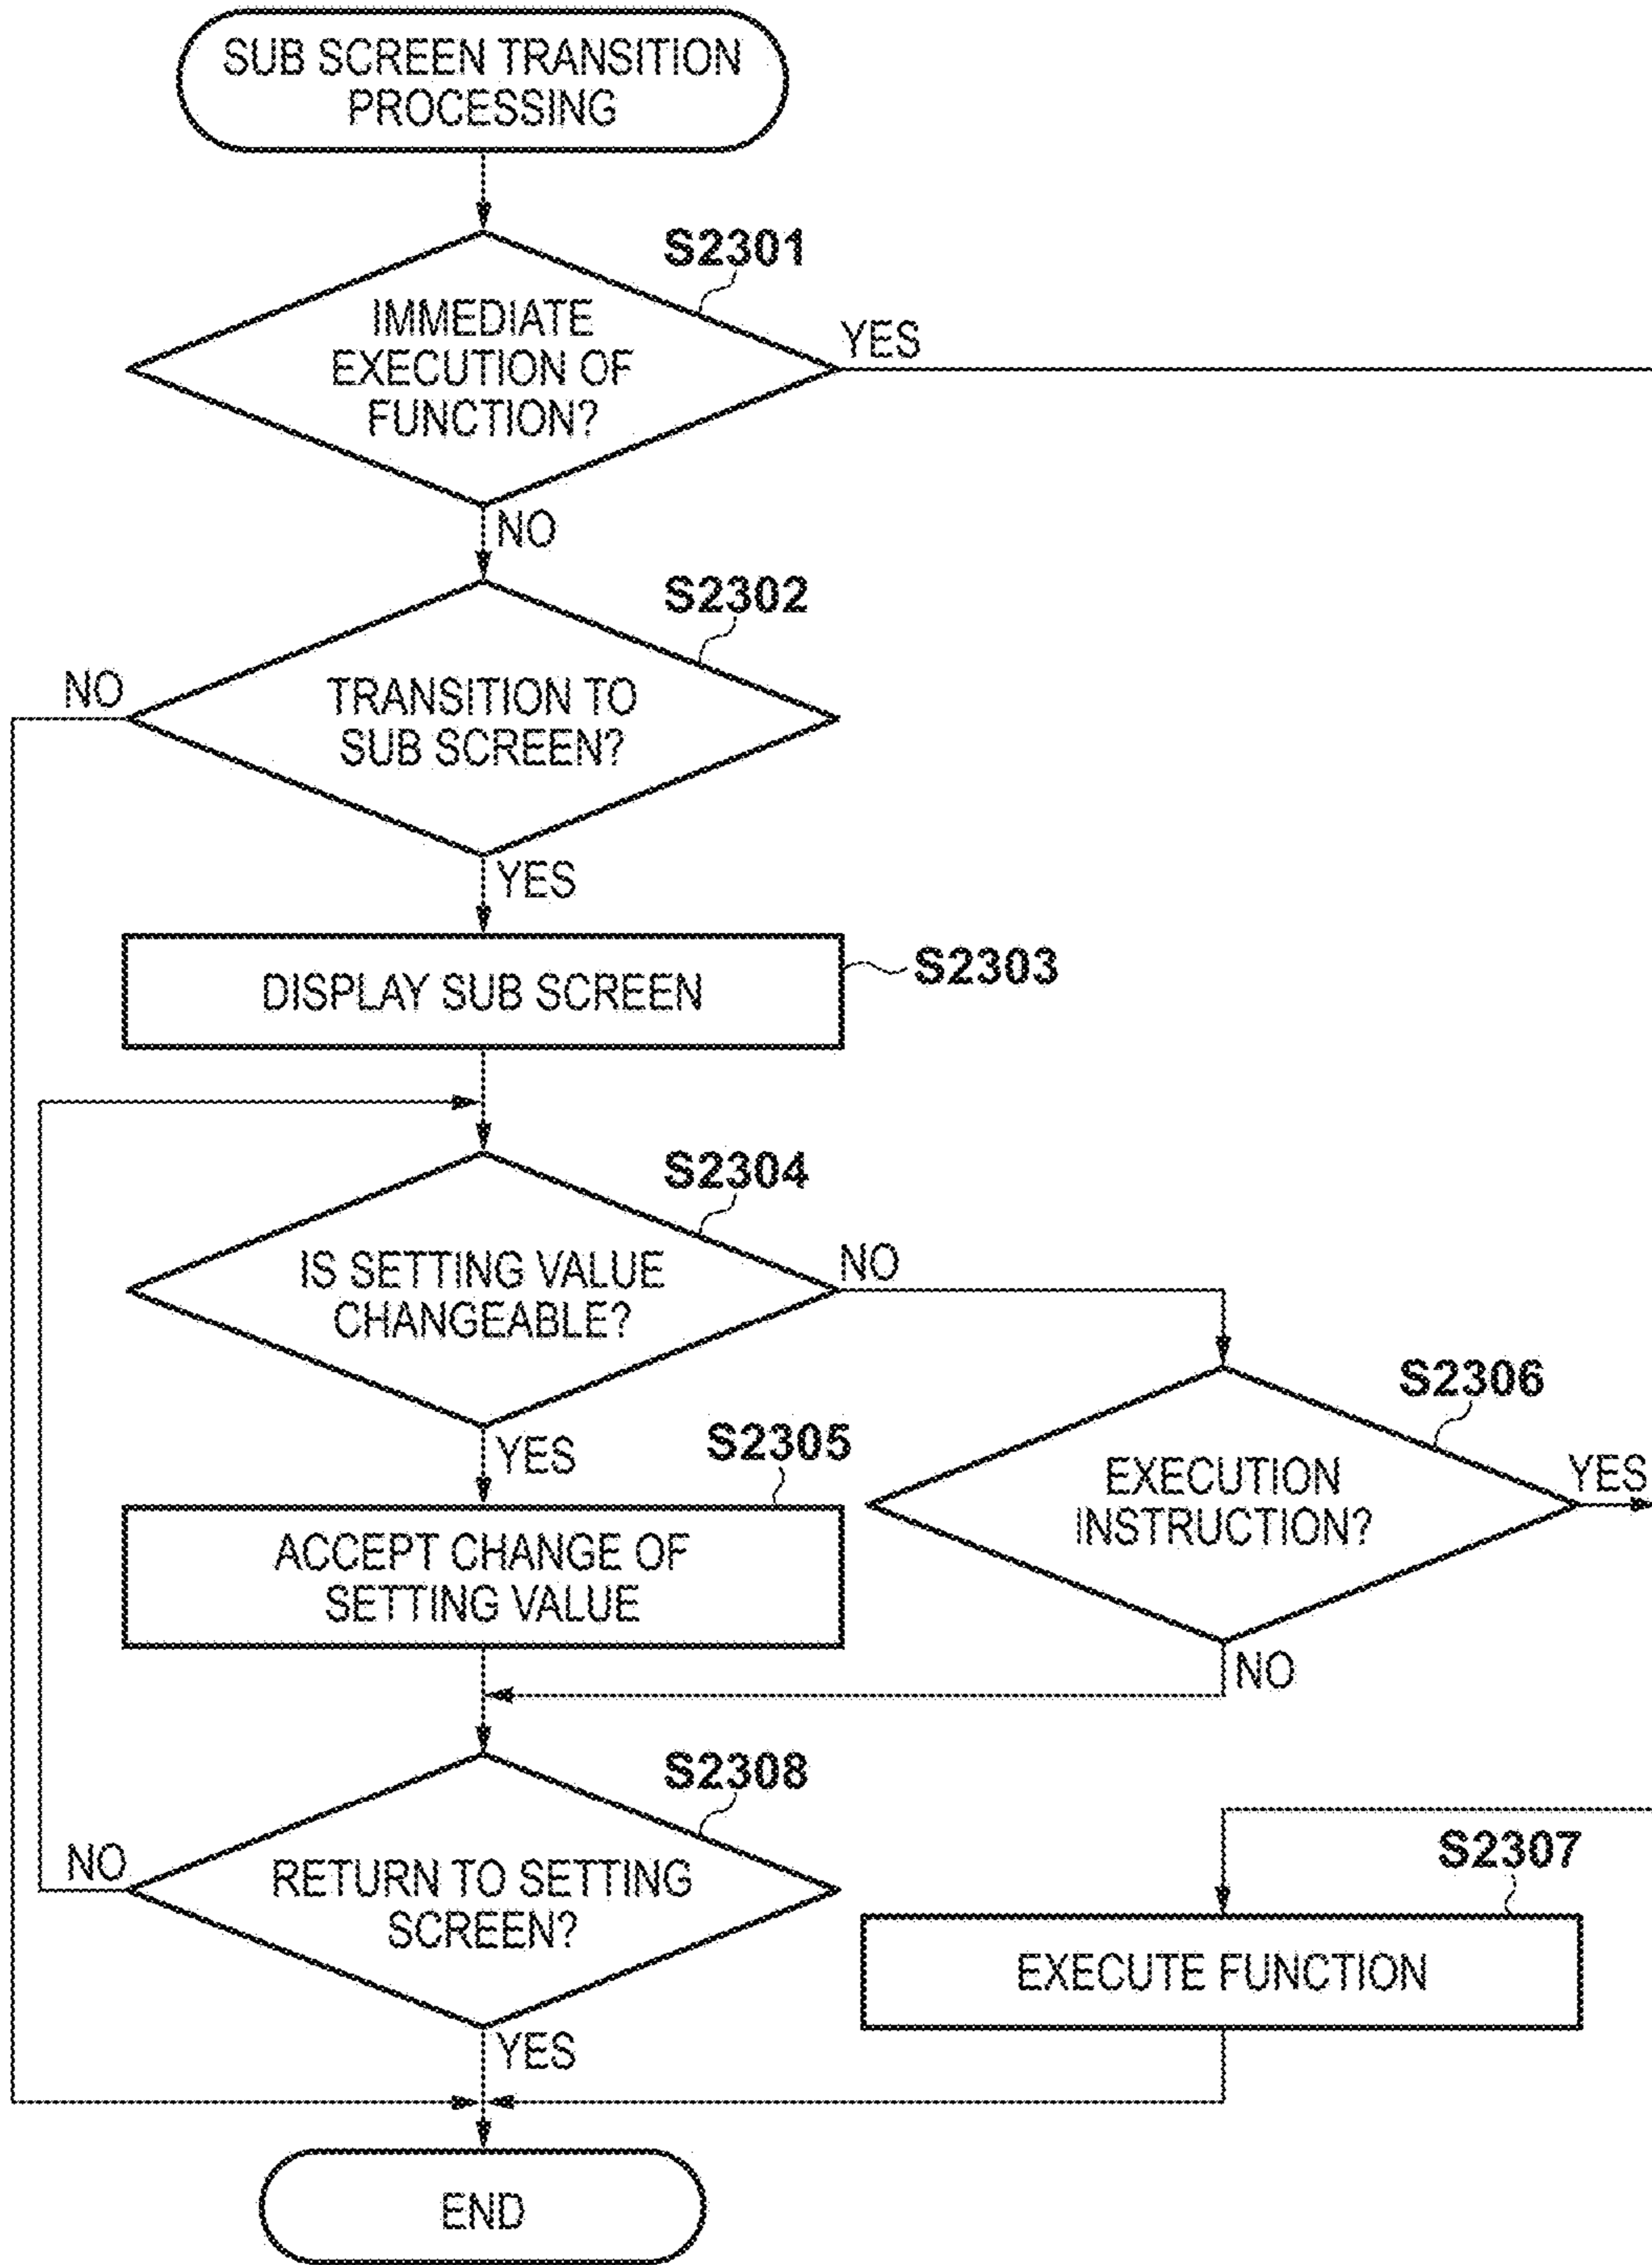 SUB SCREEN TRANSITION
PROCESSING
S2301
IMMEDIATE
EXECUTION OF
FUNCTION?
YES
NO
S2302
NO
TRANSITION TO
SUB SCREEN?
YES
DISPLAY SUB SCREEN
S2303
S2304
IS SETTING VALUE
CHANGEABLE?
NO
YES
S2305
ACCEPT CHANGE OF
SETTING VALUE
S2306
EXECUTION
INSTRUCTION?
YES
NO
S2308
NO
RETURN TO SETTING
SCREEN?
YES
S2307
EXECUTE FUNCTION
END